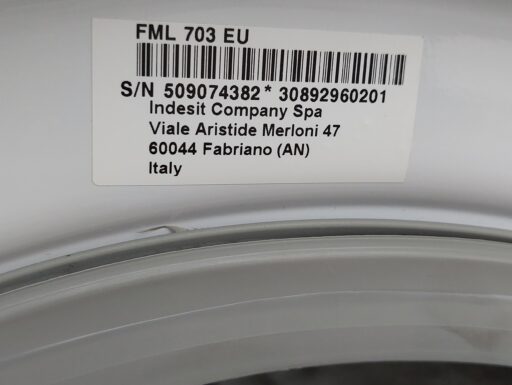 FML 703 EU
S/N 509074382 * 30892960201
Indesit Company Spa
Viale Aristide Merloni 47
60044 Fabriano (AN)
Italy